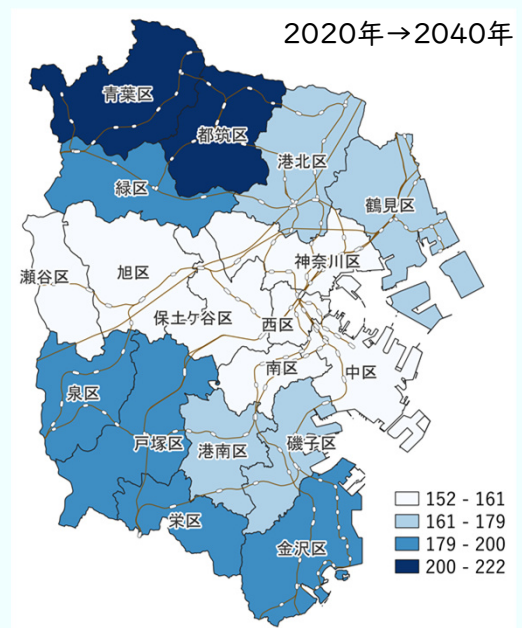 2020年→2040年
青葉区
都筑区
港北区
緑区
鶴見区
神奈川区
瀬谷区
旭区
保土ケ谷区
西区
南区
中区
泉区
戸塚区
港南区
磯子区
栄区
金沢区
152 - 161
161 - 179
179 - 200
200 - 222